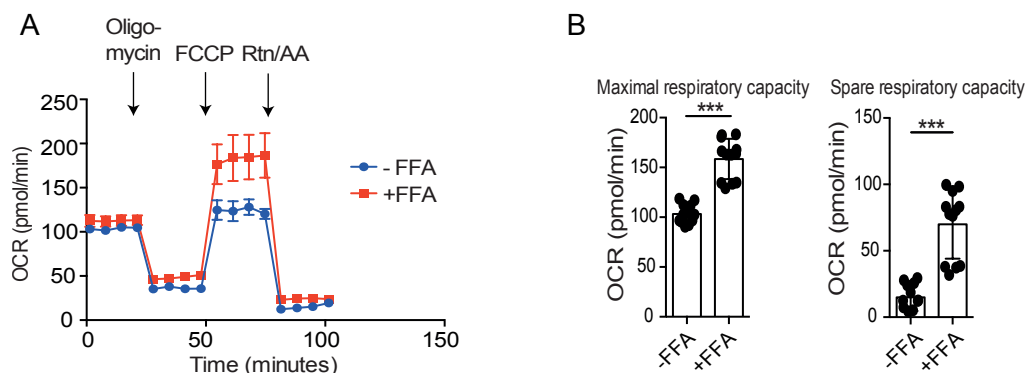 A
Oligo-
mycin
FCCP
Rtn/AA
250
200
150
100
50
0
OCR (pmol/min)
0
50
100
150
Time (minutes)
- FFA
+FFA
B
Maximal respiratory capacity
***
200
150
100
50
0
OCR (pmol/min)
-FFA
+FFA
Spare respiratory capacity
***
150
100
50
0
OCR (pmol/min)
-FFA
+FFA